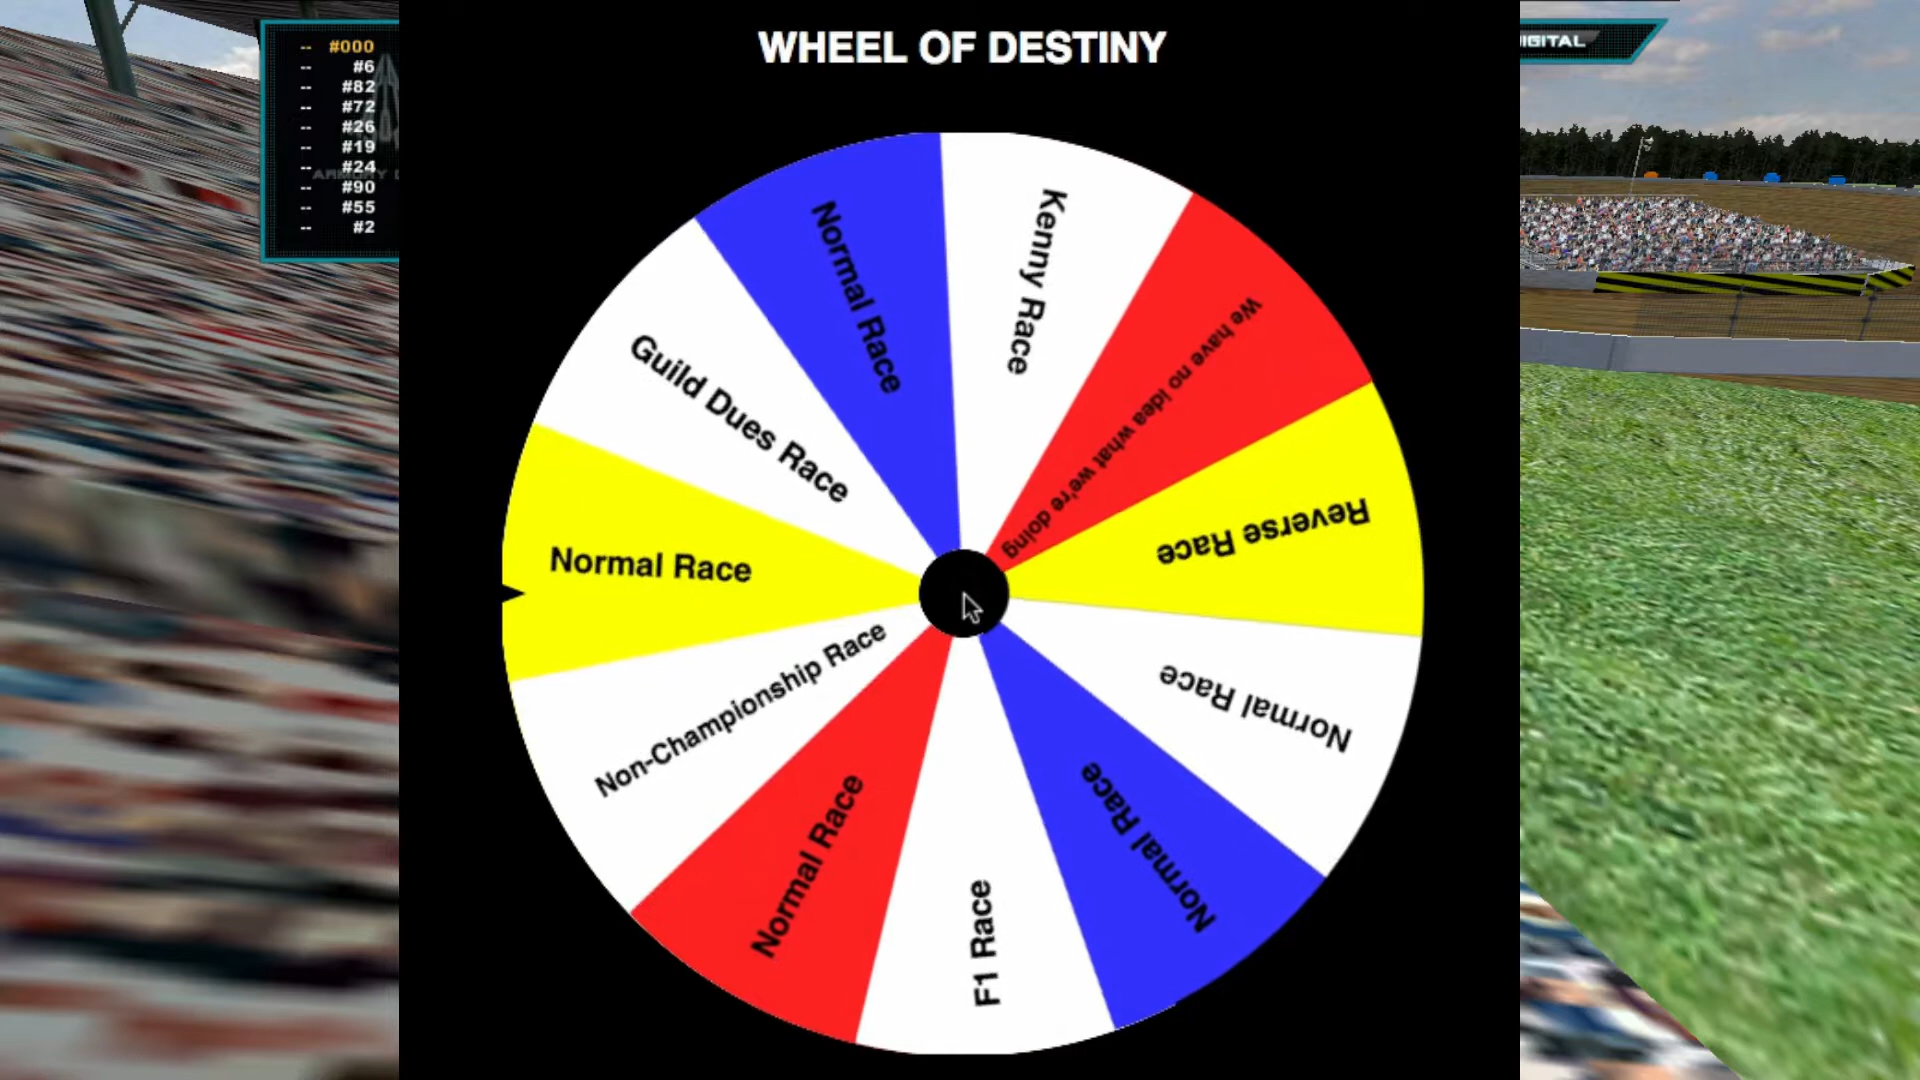 WHEEL OF DESTINY
-- #000
-- #6
-- #82
-- #72
-- #26
-- #19
-- #24
-- #90
-- #55
-- #2
IGITAL
Kenny Race
We have no idea what we're doing
Reverse Race
Normal Race
Normal Race
F1 Race
Normal Race
Non-Championship Race
Normal Race
Guild Dues Race
Normal Race